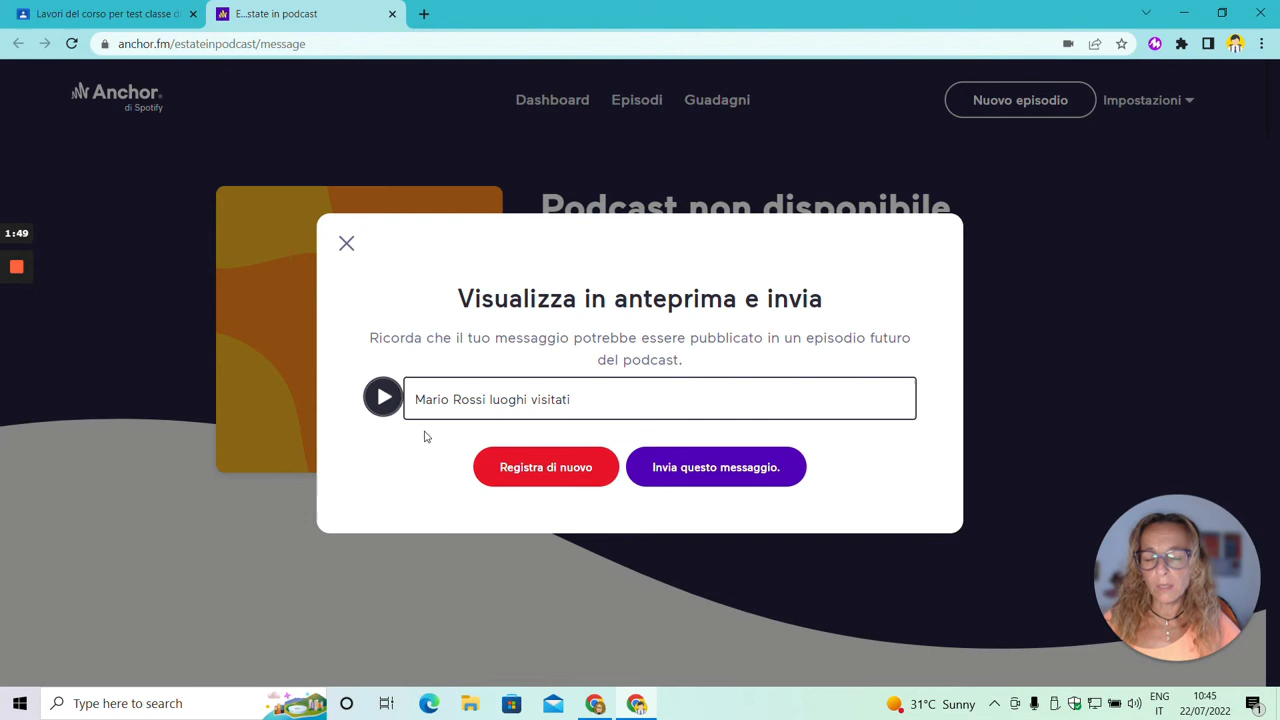 Lavori del corso per test classe d
E...state in podcast
anchor.fm/estateinpodcast/message
Anchor
di Spotify
Dashboard
Episodi
Guadagni
Nuovo episodio
Impostazioni
Podcast non disponibile
1:49
Visualizza in anteprima e invia
Ricorda che il tuo messaggio potrebbe essere pubblicato in un episodio futuro
del podcast.
Mario Rossi luoghi visitati
Registra di nuovo
Invia questo messaggio.
Type here to search
31°C Sunny
ENG
IT
10:45
22/07/2022
1